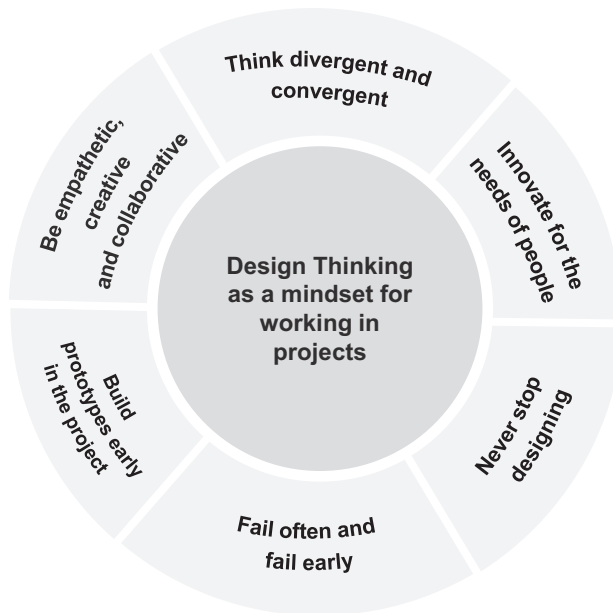 Think divergent and
convergent
Innovate for the
needs of people
Never stop
designing
Fail often and
fail early
Build
prototypes early
in the project
Be empathetic,
creative
and collaborative
Design Thinking
as a mindset for
working in
projects